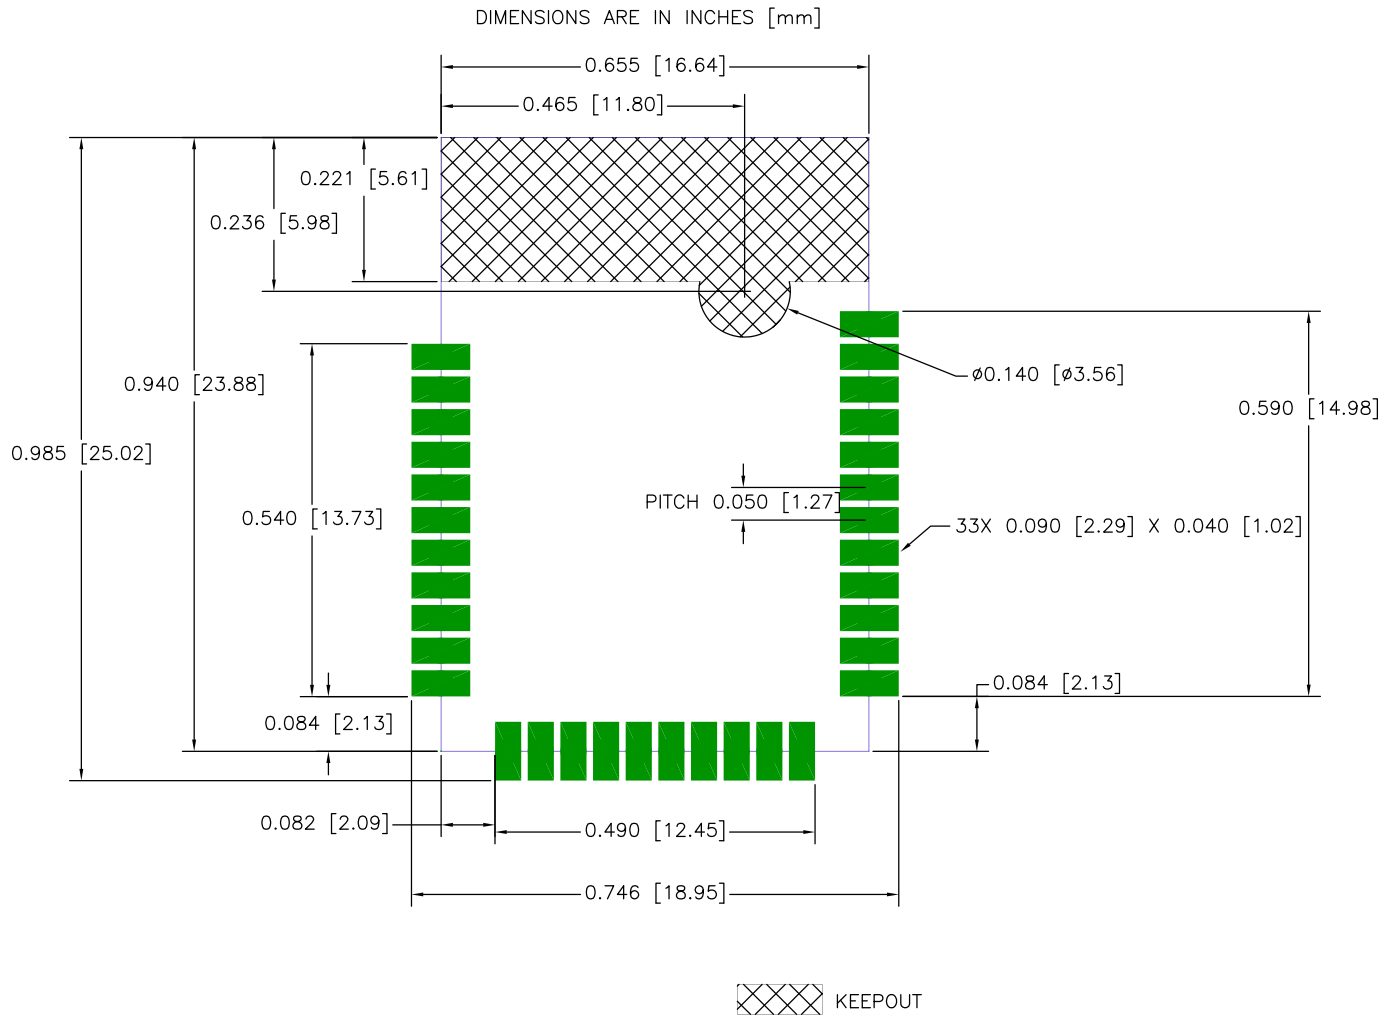 DIMENSIONS ARE IN INCHES [mm]
0.655 [16.64]
0.465 [11.80]
0.221 [5.61]
0.236 [5.98]
0.940 [23.88]
ø0.140 [ø3.56]
0.590 [14.98]
0.985 [25.02]
PITCH 0.050 [1.27]
0.540 [13.73]
33X 0.090 [2.29] X 0.040 [1.02]
0.084 [2.13]
0.084 [2.13]
0.082 [2.09]
0.490 [12.45]
0.746 [18.95]
KEEPOUT